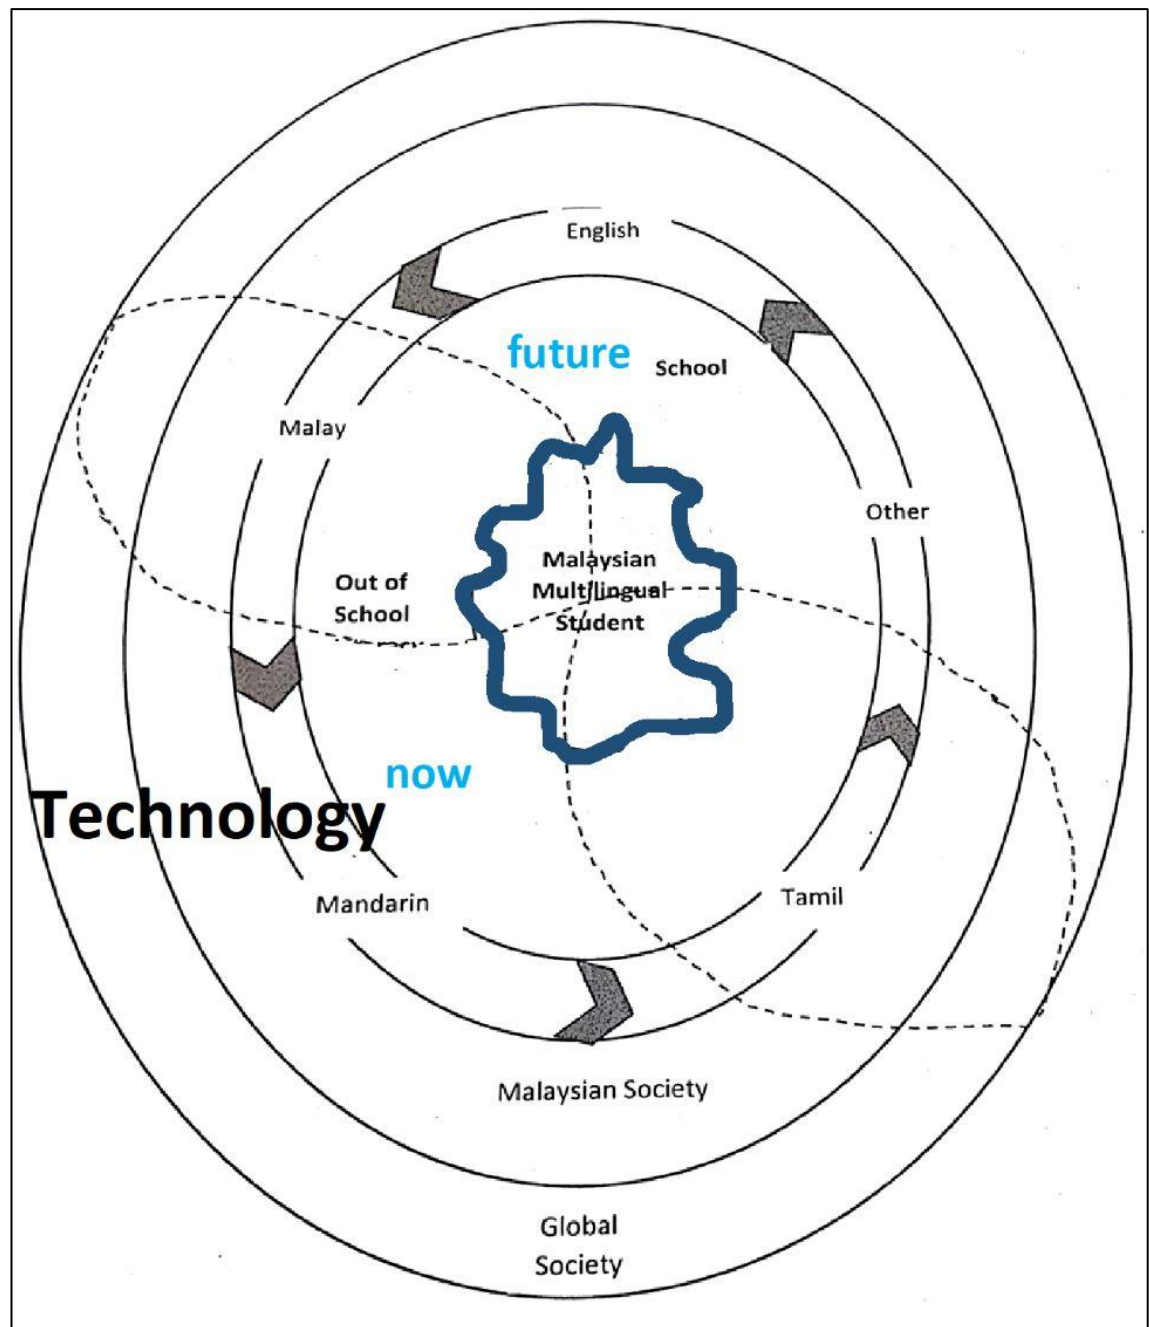 English
future
School
Malay
Other
Malaysian
Multilingual
Student
Out of
School
now
Technology
Mandarin
Tamil
Malaysian Society
Global
Society